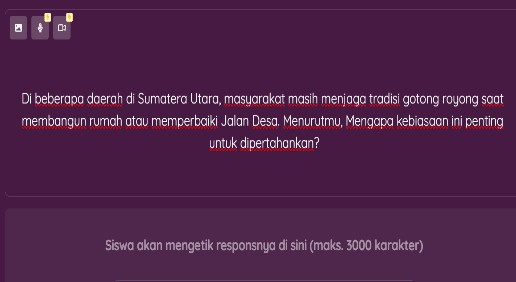 Di beberapa daerah di Sumatera Utara, masyarakat masih menjaga tradisi gotong royong saat
membangun rumah atau memperbaiki Jalan Desa. Menurutmu, Mengapa kebiasaan ini penting
untuk dipertahankan?
Siswa akan mengetik responsnya di sini (maks. 3000 karakter)